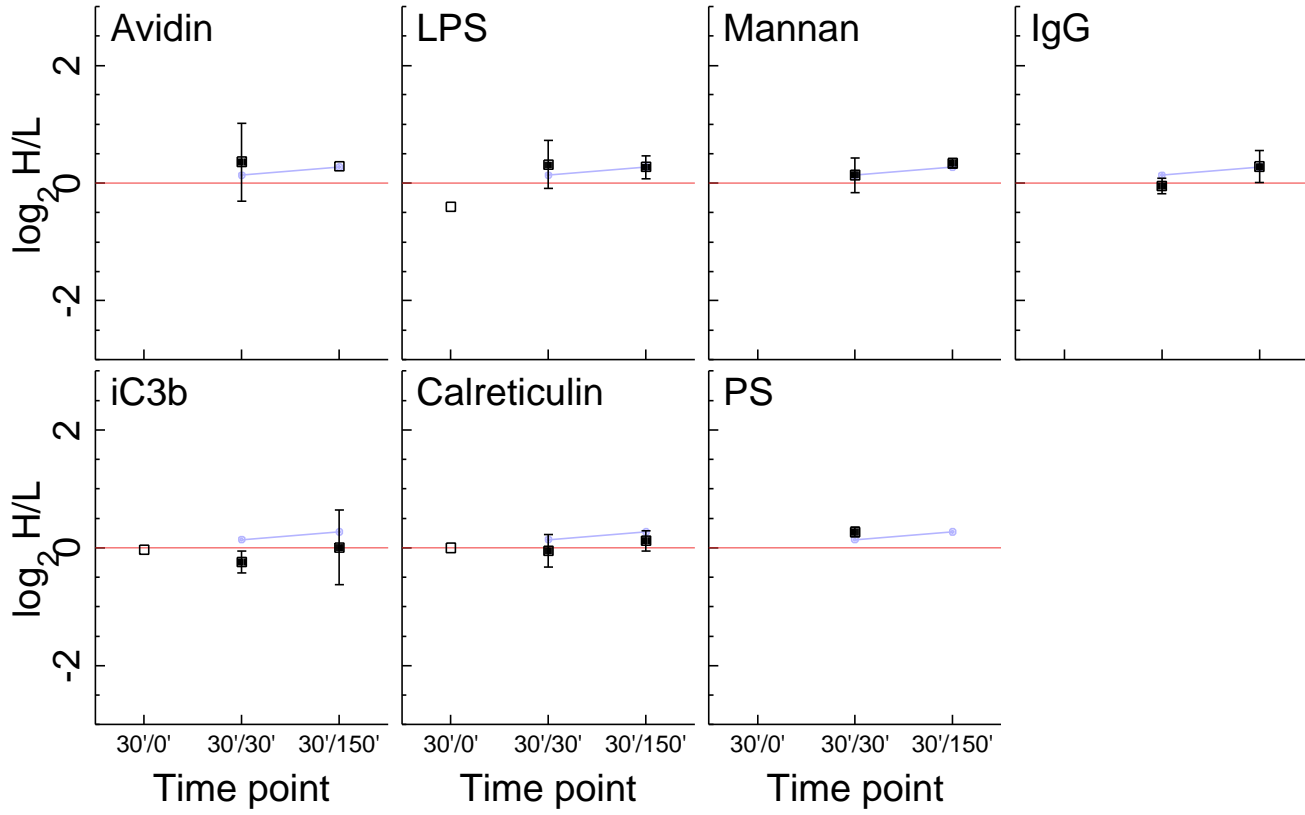 Avidin
LPS
Mannan
IgG
2
0
-2
log2 H/L
iC3b
Calreticulin
PS
2
0
-2
log2 H/L
30'/0' 30'/30' 30'/150'
30'/0' 30'/30' 30'/150'
30'/0' 30'/30' 30'/150'
Time point
Time point
Time point